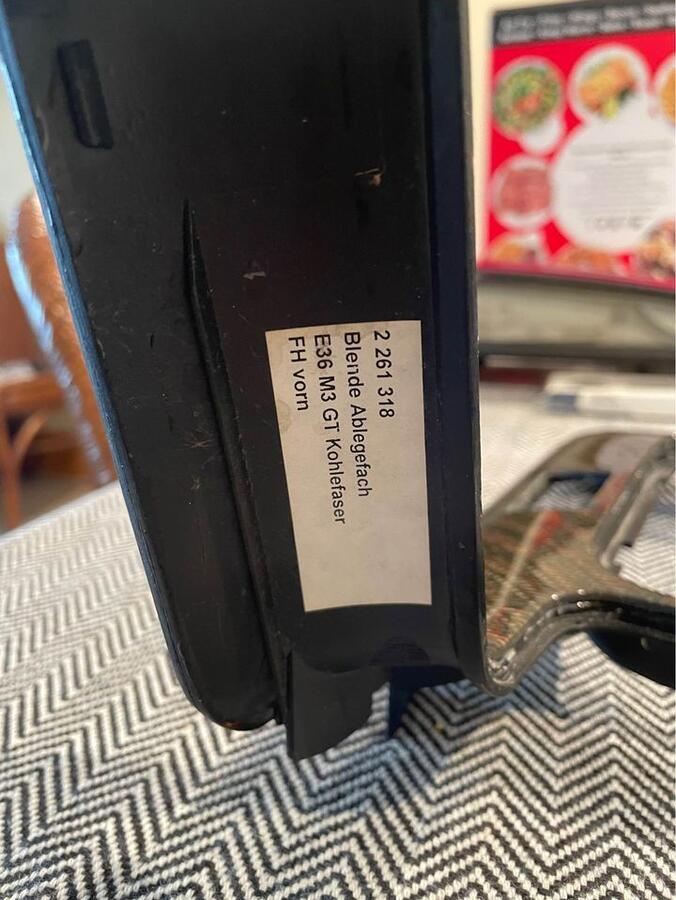 2 261 318
Blende Ablegefach
E36 M3 GT Kohlefaser
FH vorn